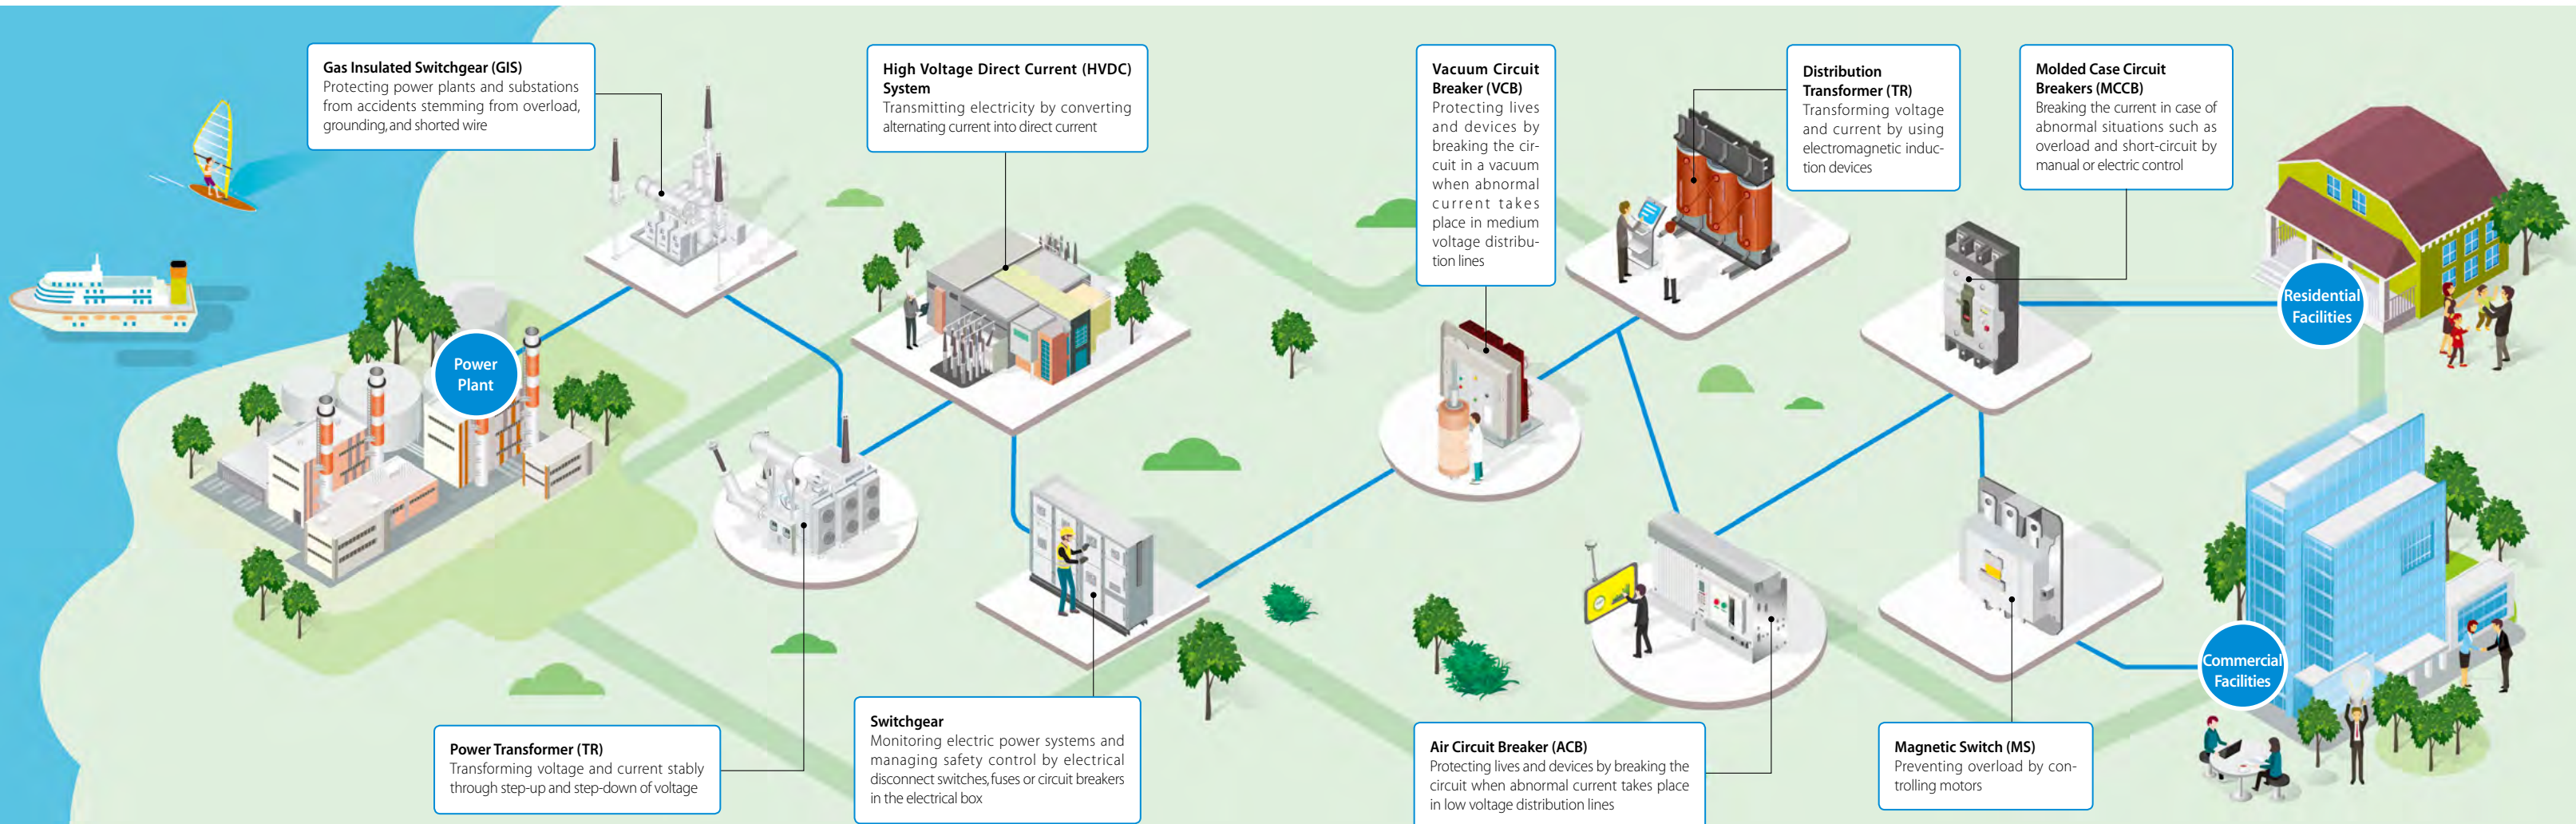 Gas Insulated Switchgear (GIS)
Protecting power plants and substations
from accidents stemming from overload,
grounding, and shorted wire
High Voltage Direct Current (HVDC)
System
Transmitting electricity by converting
alternating current into direct current
Vacuum Circuit
Breaker (VCB)
Protecting lives
and devices by
breaking the cir-
cuit in a vacuum
when abnormal
current takes
place in medium
voltage distribu-
tion lines
Distribution
Transformer (TR)
Transforming voltage
and current by using
electromagnetic induc-
tion devices
Molded Case Circuit
Breakers (MCCB)
Breaking the current in case of
abnormal situations such as
overload and short-circuit by
manual or electric control
Residential
Facilities
Power
Plant
Commercial
Facilities
Power Transformer (TR)
Transforming voltage and current stably
through step-up and step-down of voltage
Switchgear
Monitoring electric power systems and
managing safety control by electrical
disconnect switches, fuses or circuit breakers
in the electrical box
Air Circuit Breaker (ACB)
Protecting lives and devices by breaking the
circuit when abnormal current takes place
in low voltage distribution lines
Magnetic Switch (MS)
Preventing overload by con-
trolling motors